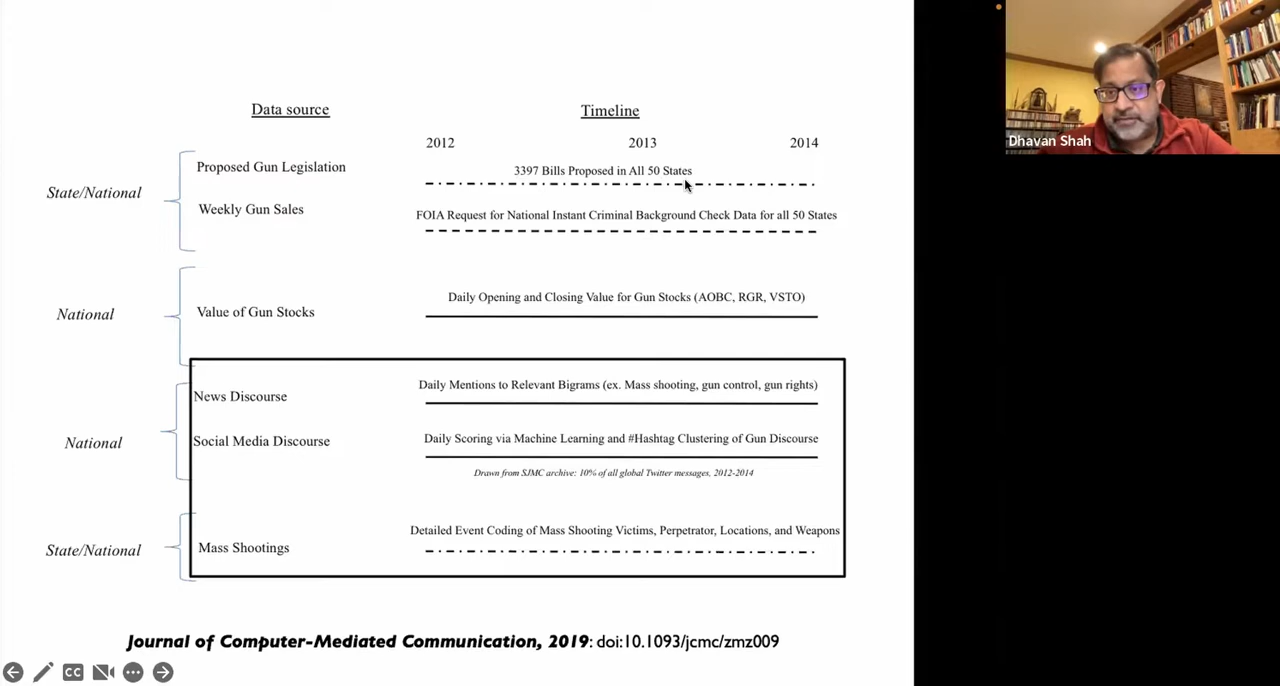 Data source
Timeline
2012 2013 2014
State/National
Proposed Gun Legislation
3397 Bills Proposed in All 50 States
Weekly Gun Sales
FOIA Request for National Instant Criminal Background Check Data for all 50 States
National
Value of Gun Stocks
Daily Opening and Closing Value for Gun Stocks (AOBC, RGR, VSTO)
National
News Discourse
Daily Mentions to Relevant Bigrams (ex. Mass shooting, gun control, gun rights)
Social Media Discourse
Daily Scoring via Machine Learning and #Hashtag Clustering of Gun Discourse
Drawn from SJMC archive: 10% of all global Twitter messages, 2012-2014
State/National
Mass Shootings
Detailed Event Coding of Mass Shooting Victims, Perpetrator, Locations, and Weapons
Journal of Computer-Mediated Communication, 2019: doi:10.1093/jcmc/zmz009
CC
Dhavan Shah